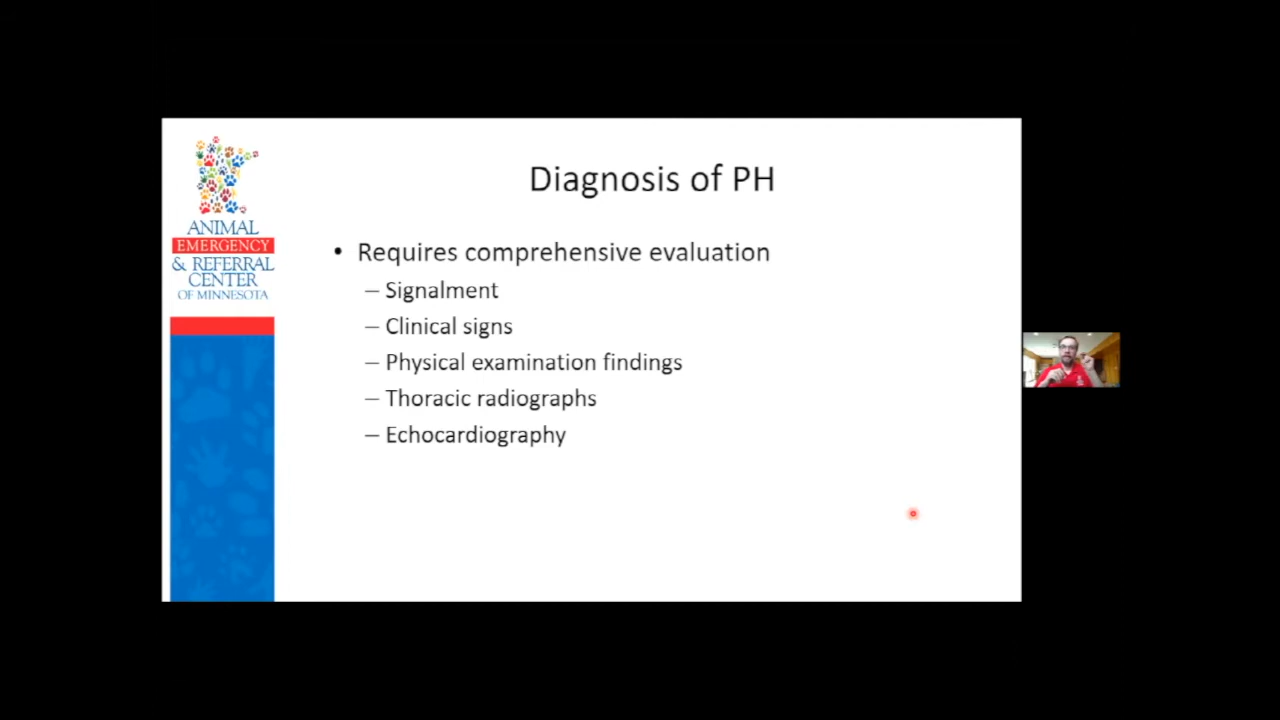 ANIMAL
EMERGENCY
& REFERRAL
CENTER
OF MINNESOTA
Diagnosis of PH
• Requires comprehensive evaluation
– Signalment
– Clinical signs
– Physical examination findings
– Thoracic radiographs
– Echocardiography